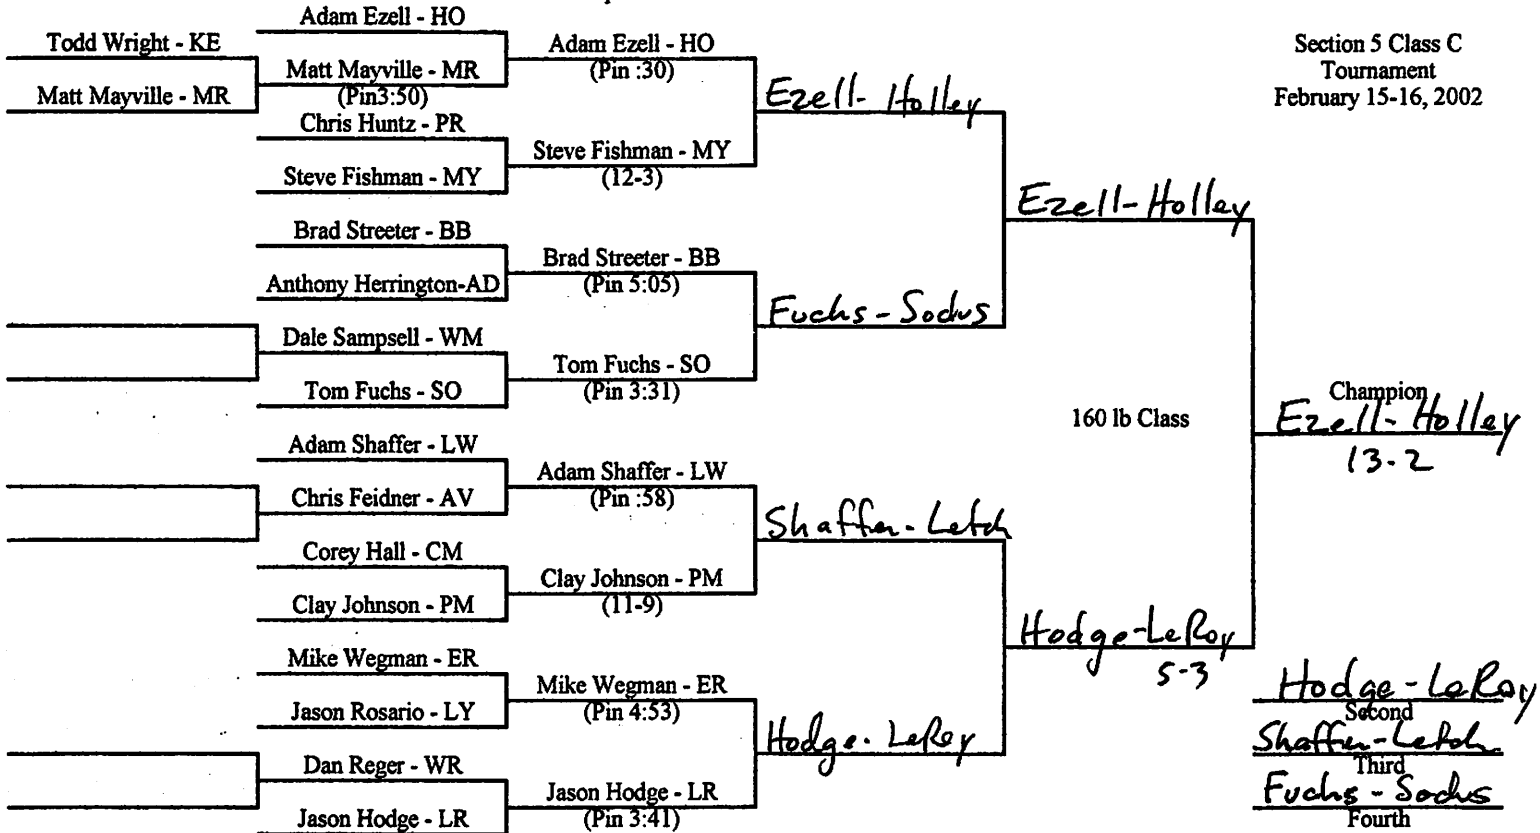 Adam Ezell - HO
Todd Wright - KE
Adam Ezell - HO
Section 5 Class C
Tournament
February 15-16, 2002
Matt Mayville - MR
(Pin :30)
Matt Mayville - MR
(Pin3:50)
Ezell- Holley
Chris Huntz - PR
Steve Fishman - MY
(12-3)
Steve Fishman - MY
Ezell-Holley
Brad Streeter - BB
Brad Streeter - BB
(Pin 5:05)
Anthony Herrington-AD
Fuchs - Sodus
Dale Sampsell - WM
Tom Fuchs - SO
(Pin 3:31)
Tom Fuchs - SO
160 lb Class
Champion
Ezell- Holley
13-2
Adam Shaffer - LW
Adam Shaffer - LW
(Pin :58)
Chris Feidner - AV
Shaffer - Letch
Corey Hall - CM
Clay Johnson - PM
(11-9)
Clay Johnson - PM
Hodge-LeRoy
5-3
Mike Wegman - ER
Mike Wegman - ER
(Pin 4:53)
Jason Rosario - LY
Hodge - LeRoy
Second
Hodge - LeRoy
Shaffer-Letch
Third
Dan Reger - WR
Jason Hodge - LR
(Pin 3:41)
Jason Hodge - LR
Fuchs - Sodus
Fourth